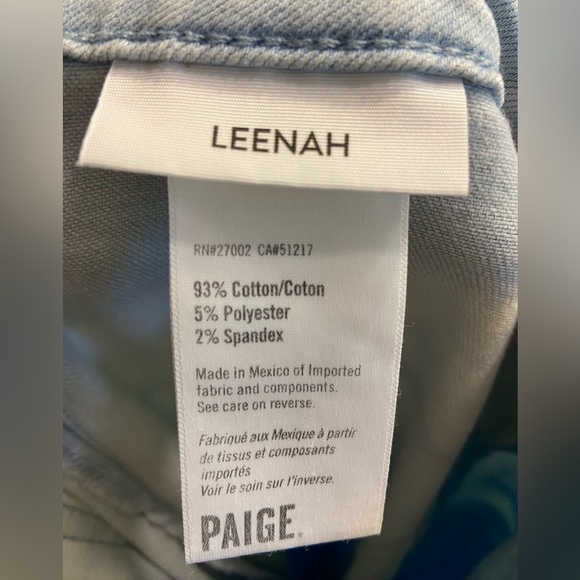 LEENAH
RN#27002 CA#51217
93% Cotton/Coton
5% Polyester
2% Spandex
Made in Mexico of Imported
fabric and components.
See care on reverse.
Fabriqué aux Mexique à partir
de tissus et composants
importés
Voir le soin sur l'inverse.
PAIGE.